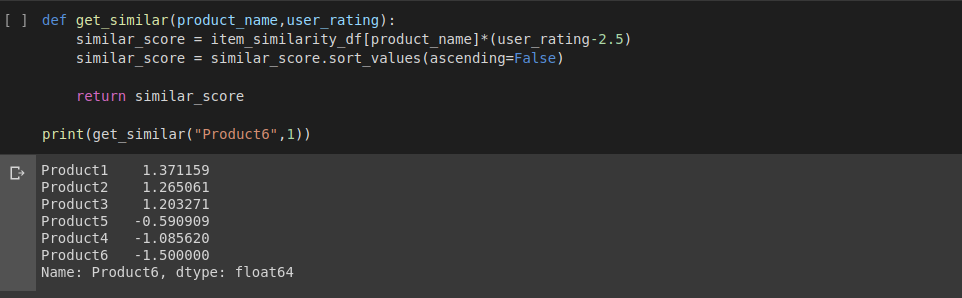 [ ] def get_similar(product_name,user_rating):
    similar_score = item_similarity_df[product_name]*(user_rating-2.5)
    similar_score = similar_score.sort_values(ascending=False)

    return similar_score

print(get_similar("Product6",1))
Product1    1.371159
Product2    1.265061
Product3    1.203271
Product5   -0.590909
Product4   -1.085620
Product6   -1.500000
Name: Product6, dtype: float64